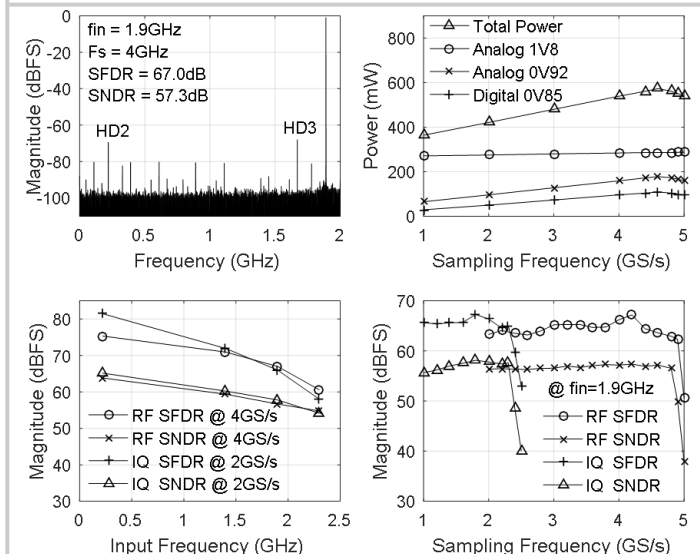 fin = 1.9GHz
Fs = 4GHz
SFDR = 67.0dB
SNDR = 57.3dB
HD2
HD3
0
-20
-40
-60
-80
-100
Magnitude (dBFS)
0
0.5
1
1.5
2
Frequency (GHz)
Total Power
Analog 1V8
Analog 0V92
Digital 0V85
800
600
400
200
0
Power (mW)
1
2
3
4
5
Sampling Frequency (GS/s)
90
80
70
60
50
40
30
Magnitude (dBFS)
RF SFDR @ 4GS/s
RF SNDR @ 4GS/s
IQ SFDR @ 2GS/s
IQ SNDR @ 2GS/s
0
0.5
1
1.5
2
2.5
Input Frequency (GHz)
70
60
50
40
30
Magnitude (dBFS)
@ fin=1.9GHz
RF SFDR
RF SNDR
IQ SFDR
IQ SNDR
1
2
3
4
5
Sampling Frequency (GS/s)